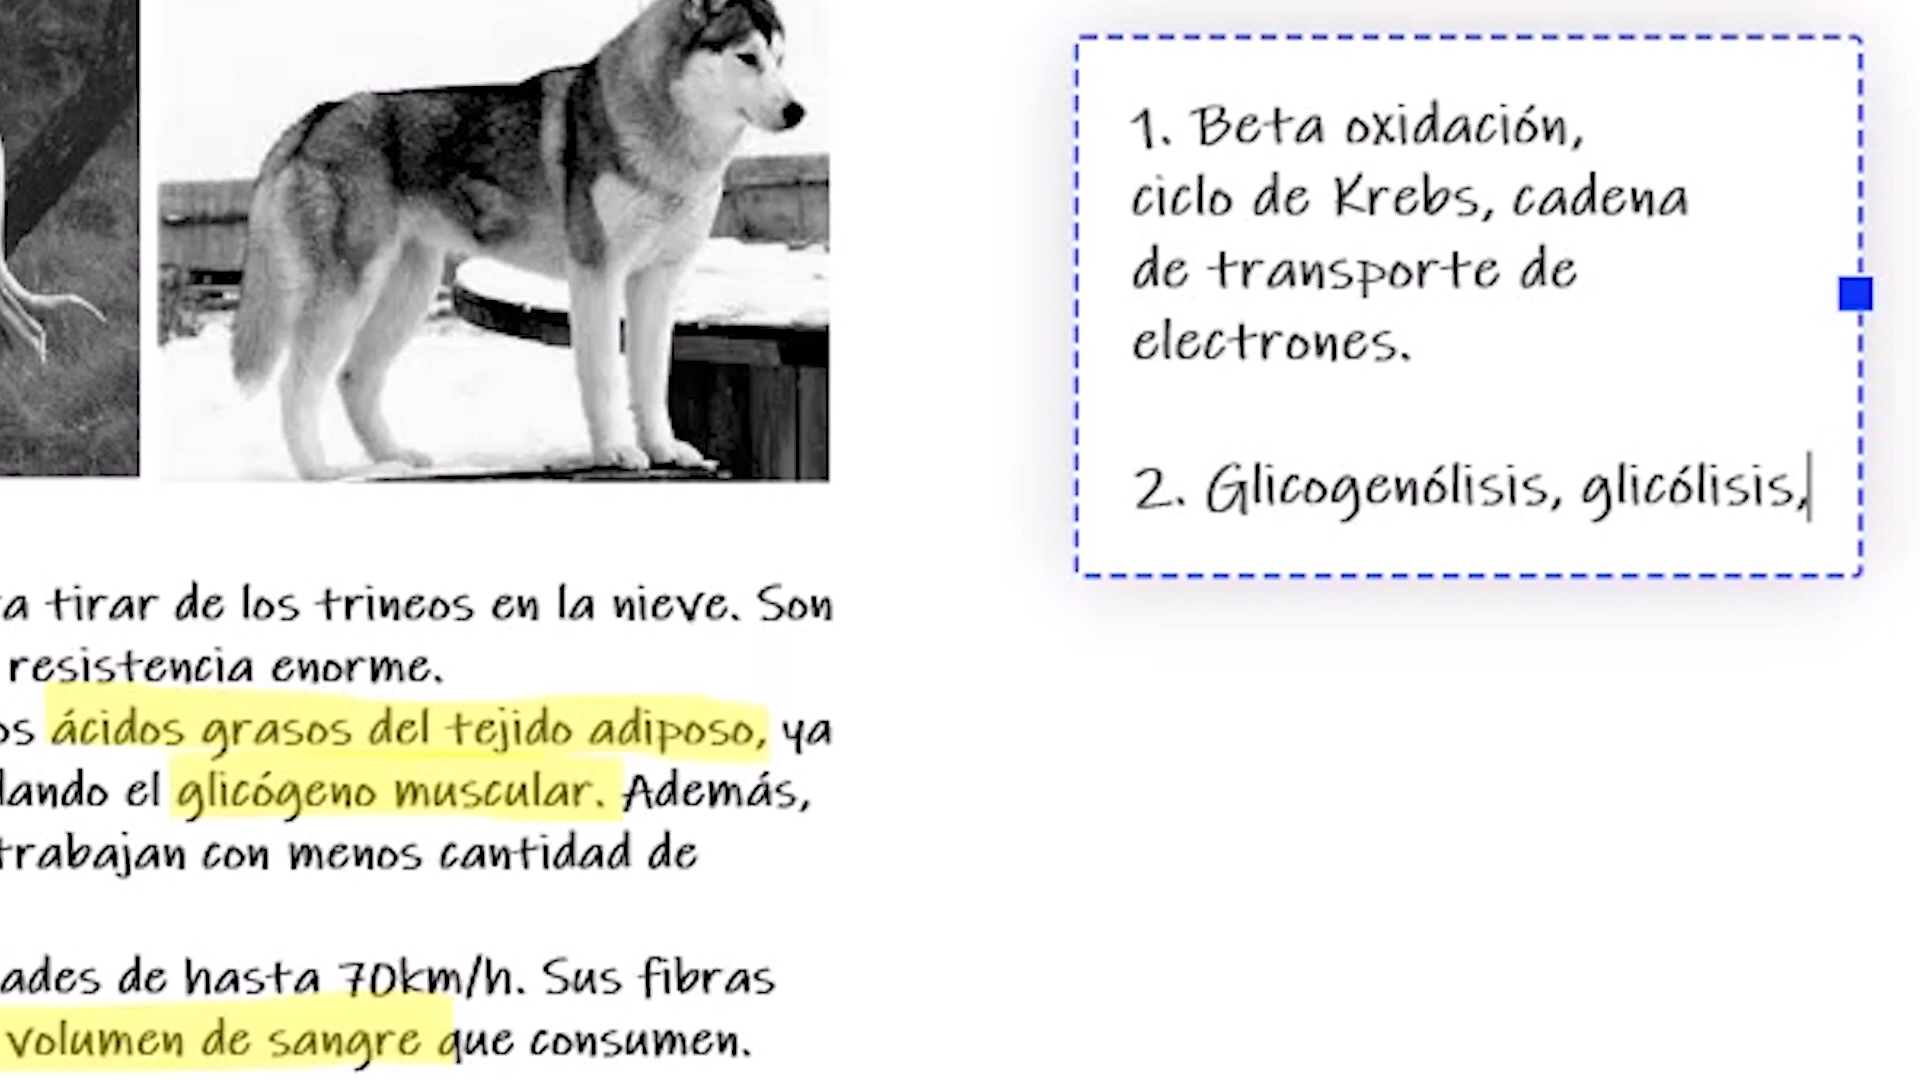 1. Beta oxidación,
ciclo de Krebs, cadena
de transporte de
electrones.
2. Glicogenólisis, glicólisis,
a tirar de los trineos en la nieve. Son
resistencia enorme.
os ácidos grasos del tejido adiposo, ya
dando el glicógeno muscular. Además,
trabajan con menos cantidad de
ades de hasta 70km/h. Sus fibras
volumen de sangre que consumen.